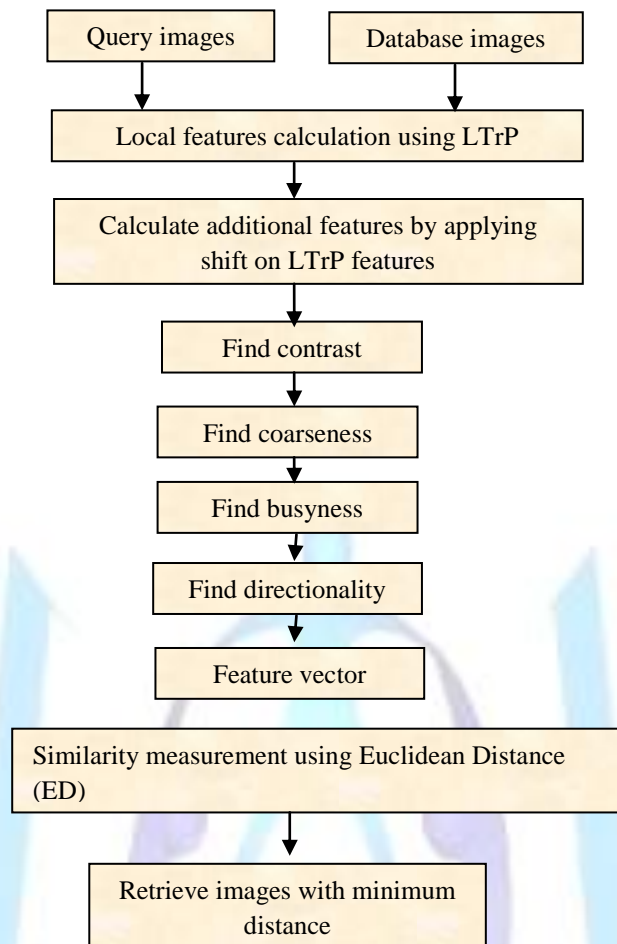 Query images
Database images
Local features calculation using LTrP
Calculate additional features by applying
shift on LTrP features
Find contrast
Find coarseness
Find busyness
Find directionality
Feature vector
Similarity measurement using Euclidean Distance
(ED)
Retrieve images with minimum
distance